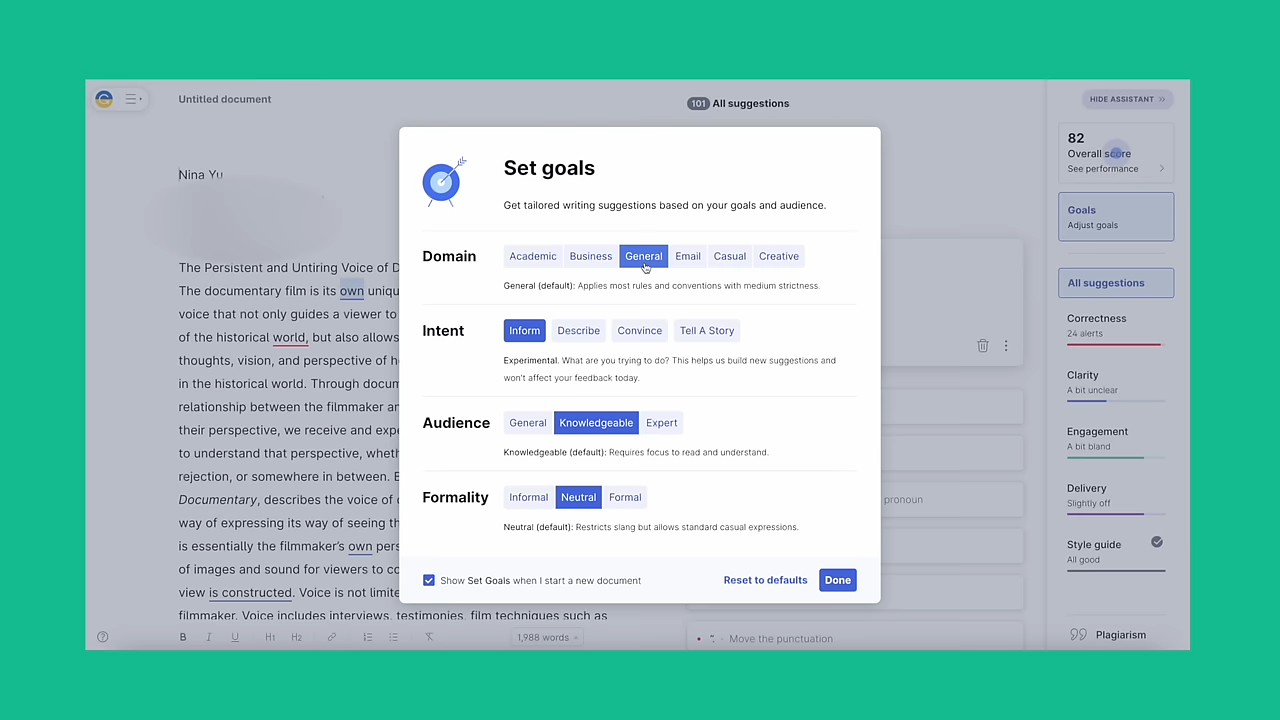 Untitled document
101 All suggestions
HIDE ASSISTANT
Nina Yu
The Persistent and Untiring Voice of D
The documentary film is its own uniqu
voice that not only guides a viewer to
of the historical world, but also allows
thoughts, vision, and perspective of h
in the historical world. Through docum
relationship between the filmmaker an
their perspective, we receive and expe
to understand that perspective, wheth
rejection, or somewhere in between. E
Documentary, describes the voice of d
way of expressing its way of seeing th
is essentially the filmmaker's own pers
of images and sound for viewers to co
view is constructed. Voice is not limite
filmmaker. Voice includes interviews, testimonies, film techniques such as
B I U H1 H2
1,988 words
Set goals
Get tailored writing suggestions based on your goals and audience.
Domain
Academic Business General Email Casual Creative
General (default): Applies most rules and conventions with medium strictness.
Intent
Inform Describe Convince Tell A Story
Experimental. What are you trying to do? This helps us build new suggestions and
won't affect your feedback today.
Audience
General Knowledgeable Expert
Knowledgeable (default): Requires focus to read and understand.
Formality
Informal Neutral Formal
Neutral (default): Restricts slang but allows standard casual expressions.
Show Set Goals when I start a new document
Reset to defaults
Done
pronoun
Move the punctuation
82
Overall score
See performance
Goals
Adjust goals
All suggestions
Correctness
24 alerts
Clarity
A bit unclear
Engagement
A bit bland
Delivery
Slightly off
Style guide
All good
Plagiarism